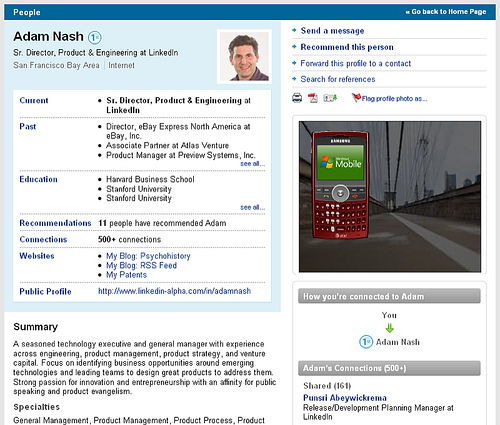 People
« Go back to Home Page
Adam Nash 1st
Sr. Director, Product & Engineering at LinkedIn
San Francisco Bay Area | Internet
Current
• Sr. Director, Product & Engineering at
LinkedIn
Past
• Director, eBay Express North America at
eBay, Inc.
• Associate Partner at Atlas Venture
• Product Manager at Preview Systems, Inc.
see all...
Education
• Harvard Business School
• Stanford University
• Stanford University
see all...
Recommendations 11 people have recommended Adam
Connections 500+ connections
Websites
• My Blog: Psychohistory
• My Blog: RSS Feed
• My Patents
Public Profile http://www.linkedin-alpha.com/in/adamnash
Summary
A seasoned technology executive and general manager with experience
across engineering, product management, product strategy, and venture
capital. Focus on identifying business opportunities around emerging
technologies and leading teams to design great products to address them.
Strong passion for innovation and entrepreneurship with an affinity for public
speaking and product evangelism.
Specialties
General Management, Product Management, Product Process, Product
Send a message
Recommend this person
Forward this profile to a contact
Search for references
Flag profile photo as...
SAMSUNG
Windows
Mobile
at&t
How you're connected to Adam
You
1st Adam Nash
Adam's Connections (500+)
Shared (161)
Punsri Abeywickrema
Release/Development Planning Manager at
LinkedIn